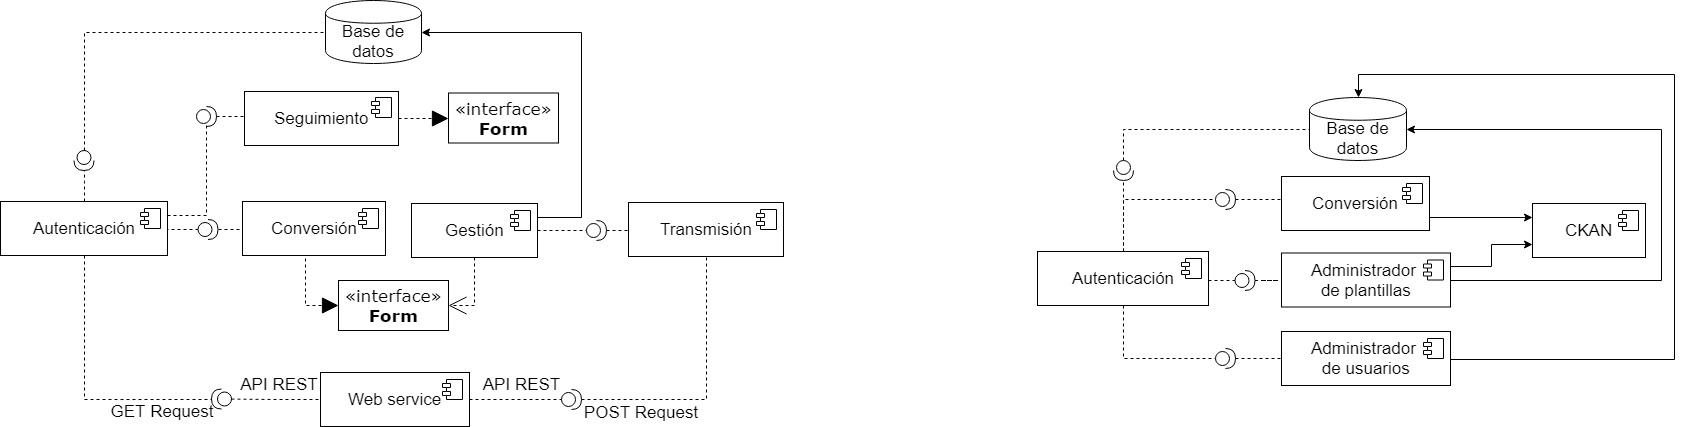 Base de
datos
Seguimiento
«interface»
Form
Autenticación
Conversión
Gestión
Transmisión
«interface»
Form
API REST
Web service
API REST
GET Request
POST Request
Base de
datos
Conversión
CKAN
Autenticación
Administrador
de plantillas
Administrador
de usuarios